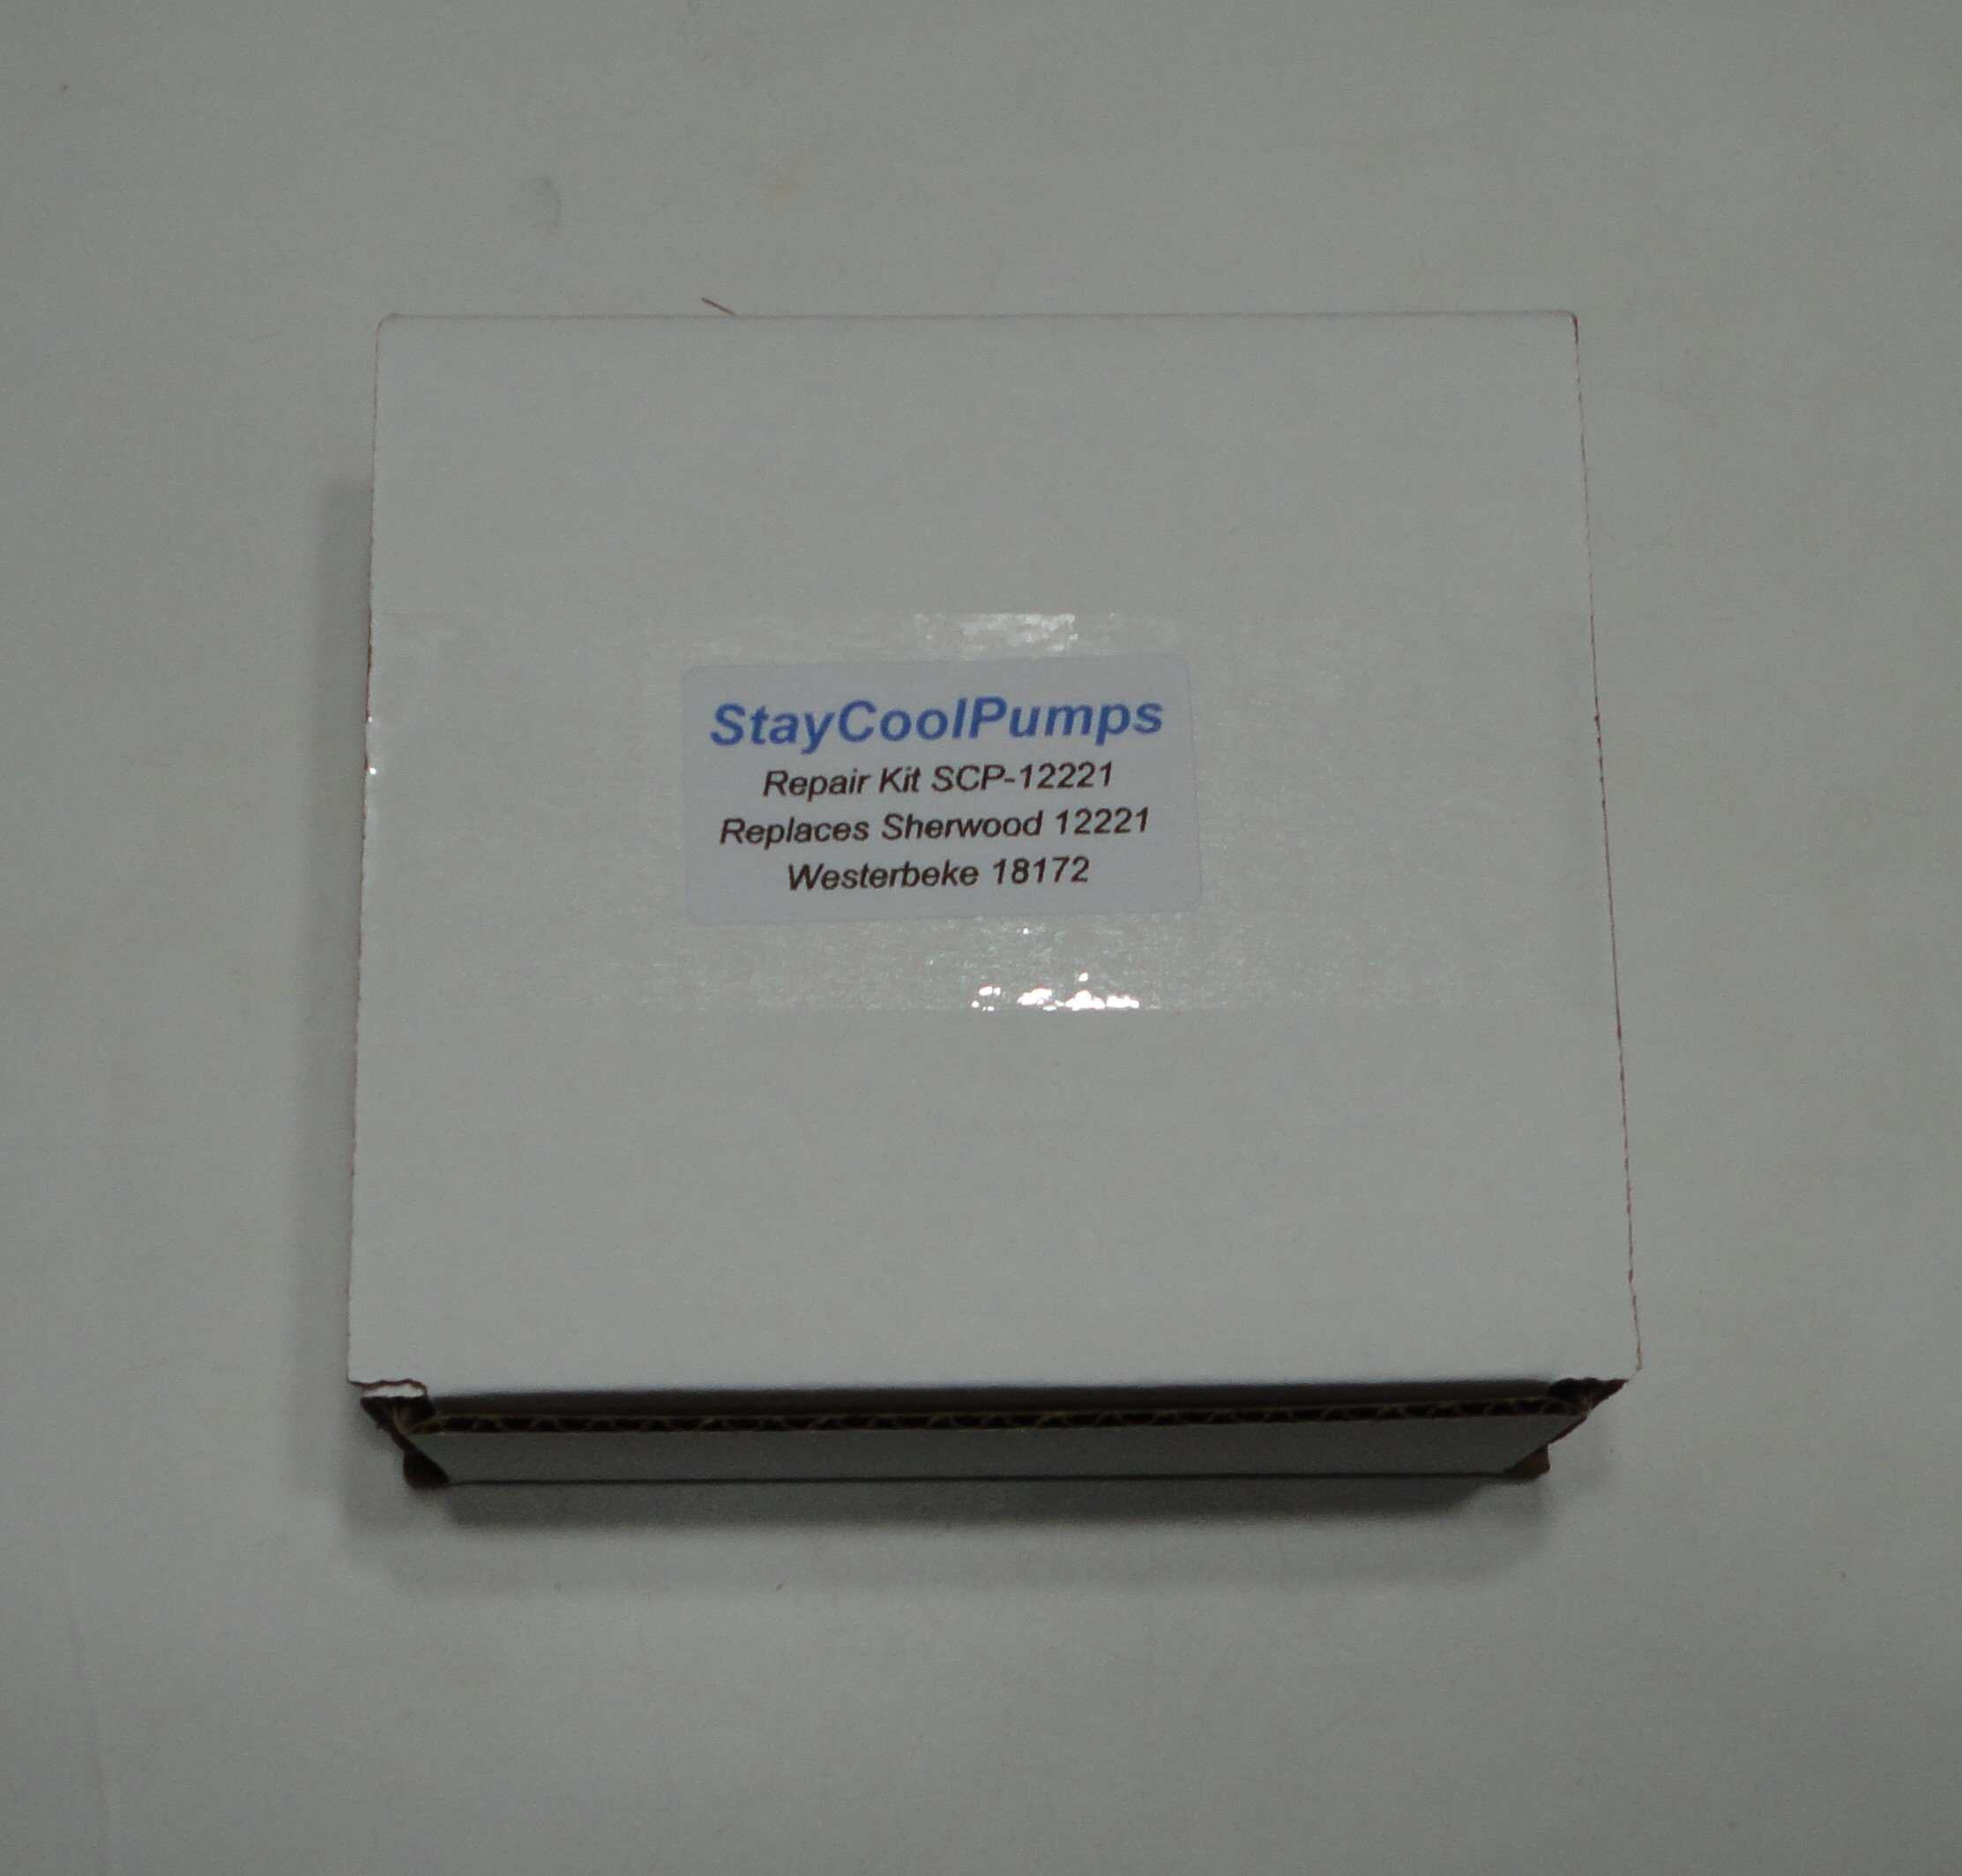 StayCoolPumps
Repair Kit SCP-12221
Replaces Sherwood 12221
Westerbeke 18172